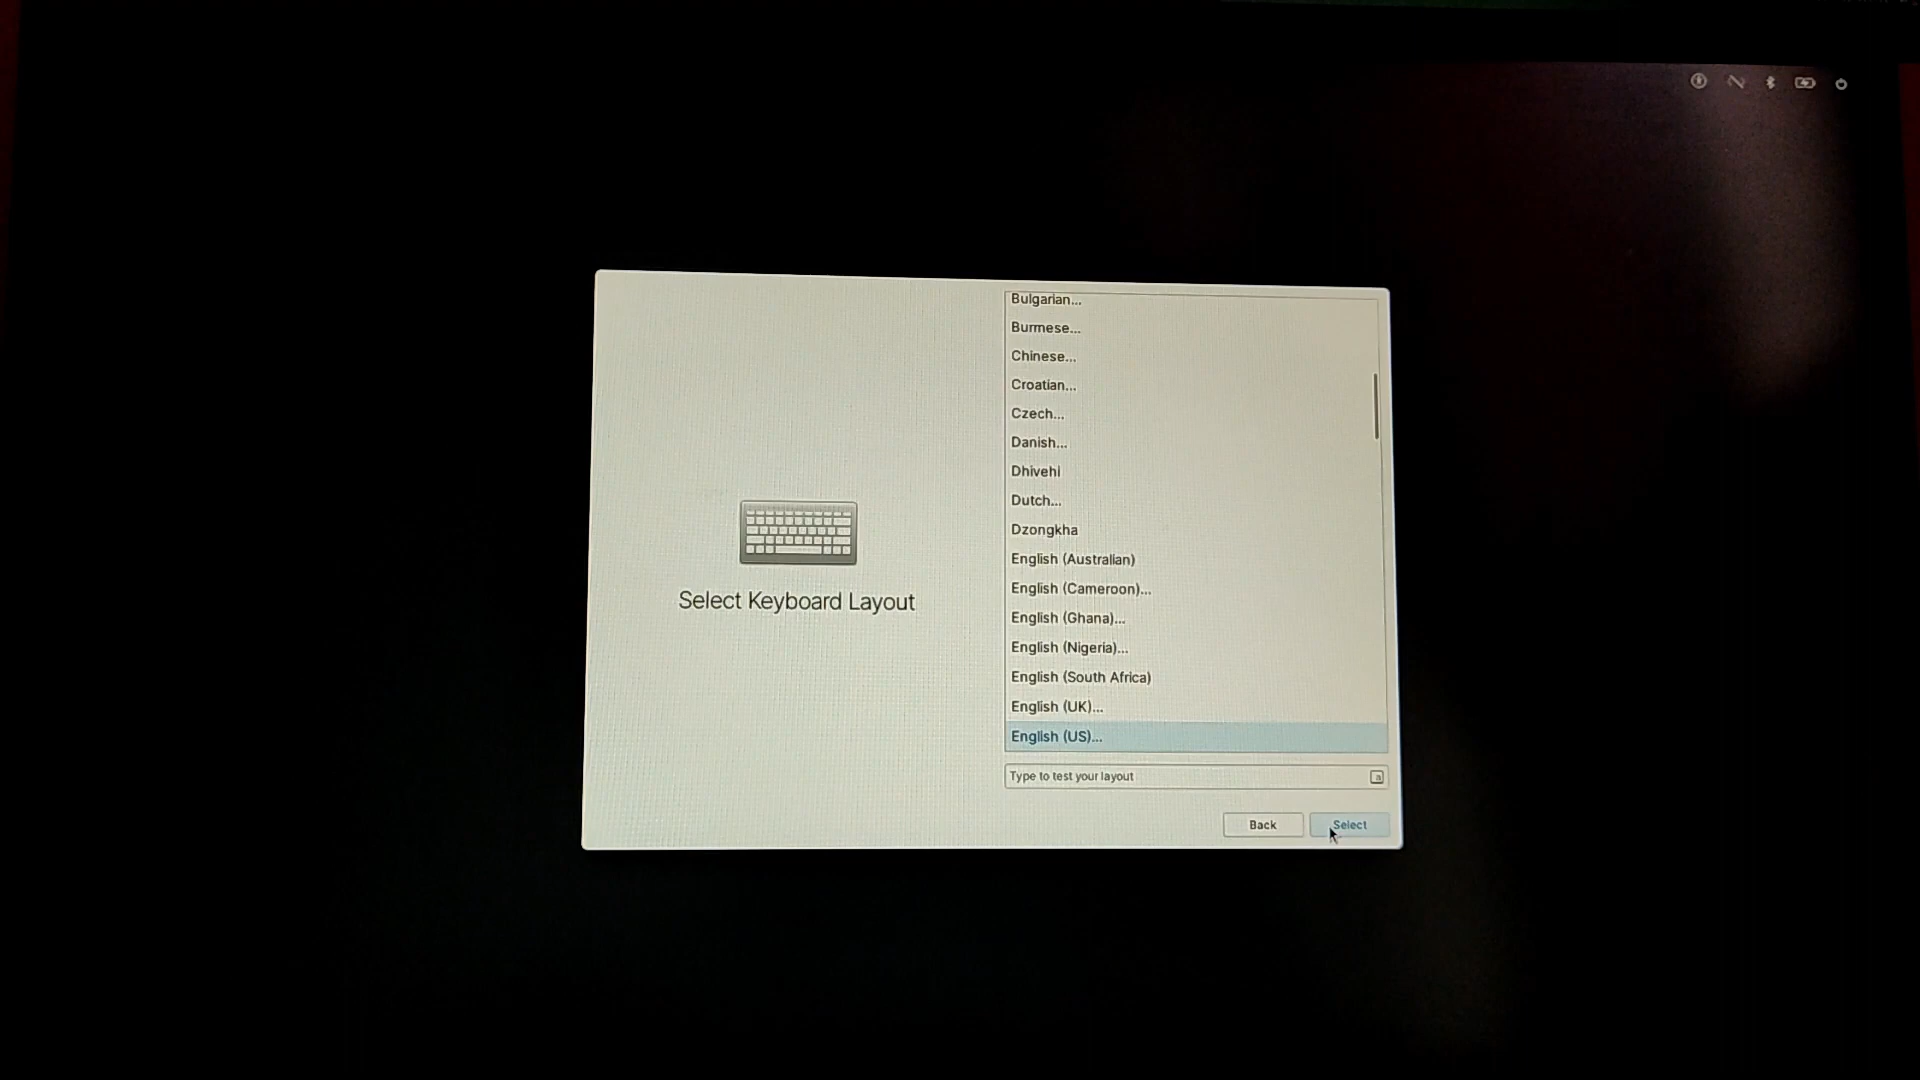 Bulgarian...
Burmese...
Chinese...
Croatian...
Czech...
Danish...
Dhivehi
Dutch...
Dzongkha
English (Australian)
English (Cameroon)...
English (Ghana)...
English (Nigeria)...
English (South Africa)
English (UK)...
English (US)...
Select Keyboard Layout
Type to test your layout
Back
Select